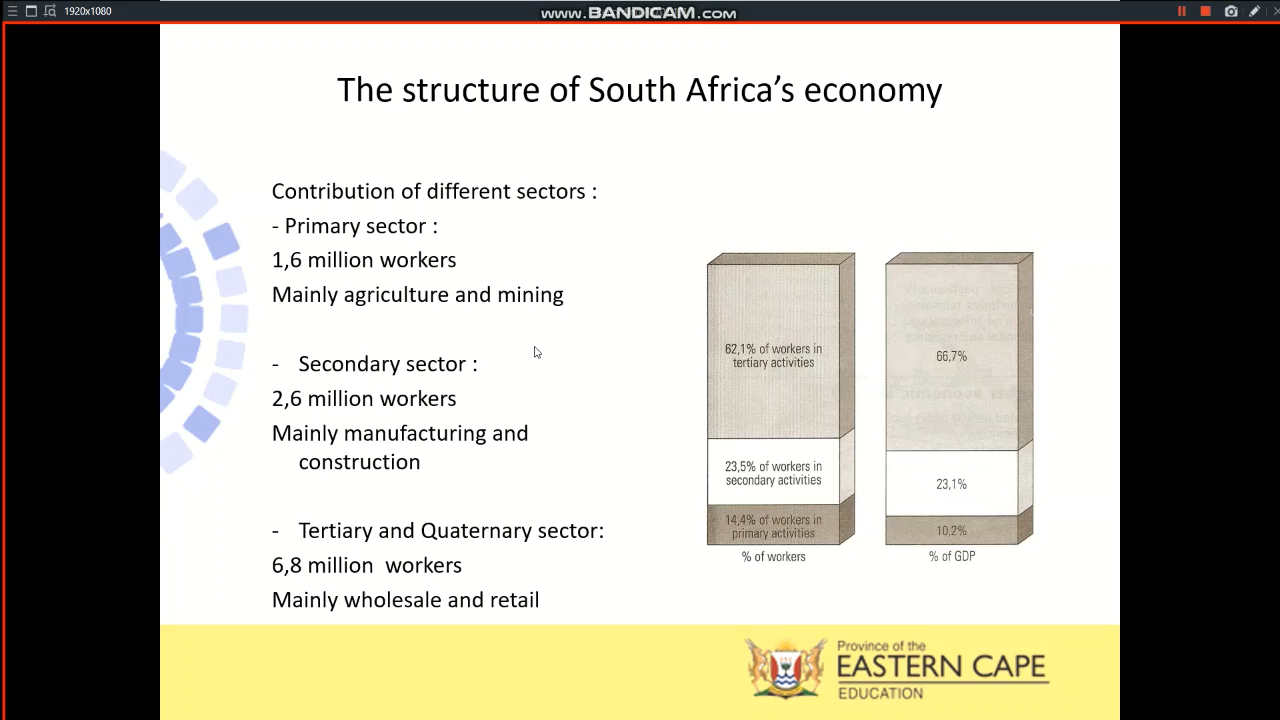 1920x1080
www.BANDICAM.com
The structure of South Africa's economy
Contribution of different sectors :
- Primary sector :
1,6 million workers
Mainly agriculture and mining
- Secondary sector :
2,6 million workers
Mainly manufacturing and
construction
- Tertiary and Quaternary sector:
6,8 million workers
Mainly wholesale and retail
62,1% of workers in
tertiary activities
23,5% of workers in
secondary activities
14,4% of workers in
primary activities
% of workers
66,7%
23,1%
10,2%
% of GDP
Province of the
EASTERN CAPE
EDUCATION